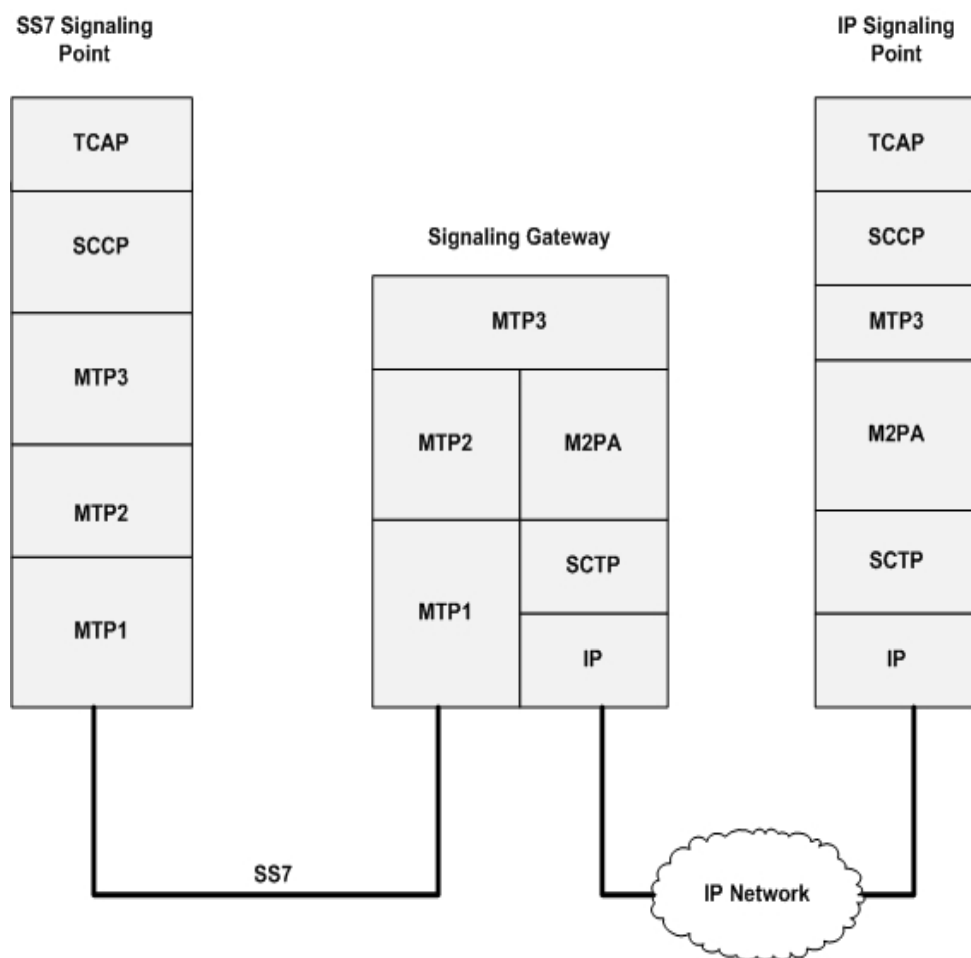 SS7 Signaling
Point
TCAP
SCCP
MTP3
MTP2
MTP1
Signaling Gateway
MTP3
MTP2
M2PA
MTP1
SCTP
IP
IP Signaling
Point
TCAP
SCCP
MTP3
M2PA
SCTP
IP
SS7
IP Network